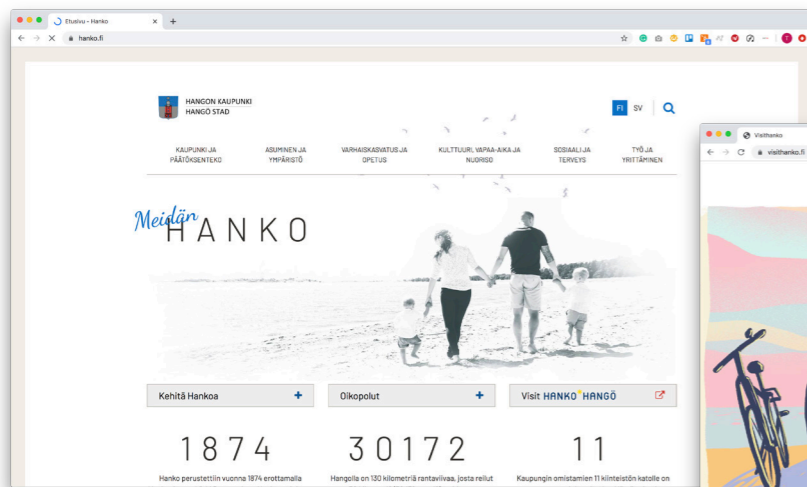 Etusivu - Hanko
hanko.fi
HANGON KAUPUNKI
HANGÖ STAD
FI SV
KAUPUNKI JA
PÄÄTÖKSENTEKO
ASUMINEN JA
YMPÄRISTÖ
VARHAISKASVATUS JA
OPETUS
KULTTUURI, VAPAA-AIKA JA
NUORISO
SOSIAALI JA
TERVEYS
TYÖ JA
YRITTÄMINEN
Meidän
HANKO
Kehitä Hankoa
Oikopolut
Visit HANKO HANGÖ
1874
30172
11
Hanko perustettiin vuonna 1874 erottamalla
Hangolla on 130 kilometriä rantaviivaa, josta reilut
Kaupungin omistamien 11 kiinteistön katolle on
Visithanko
visithanko.fi